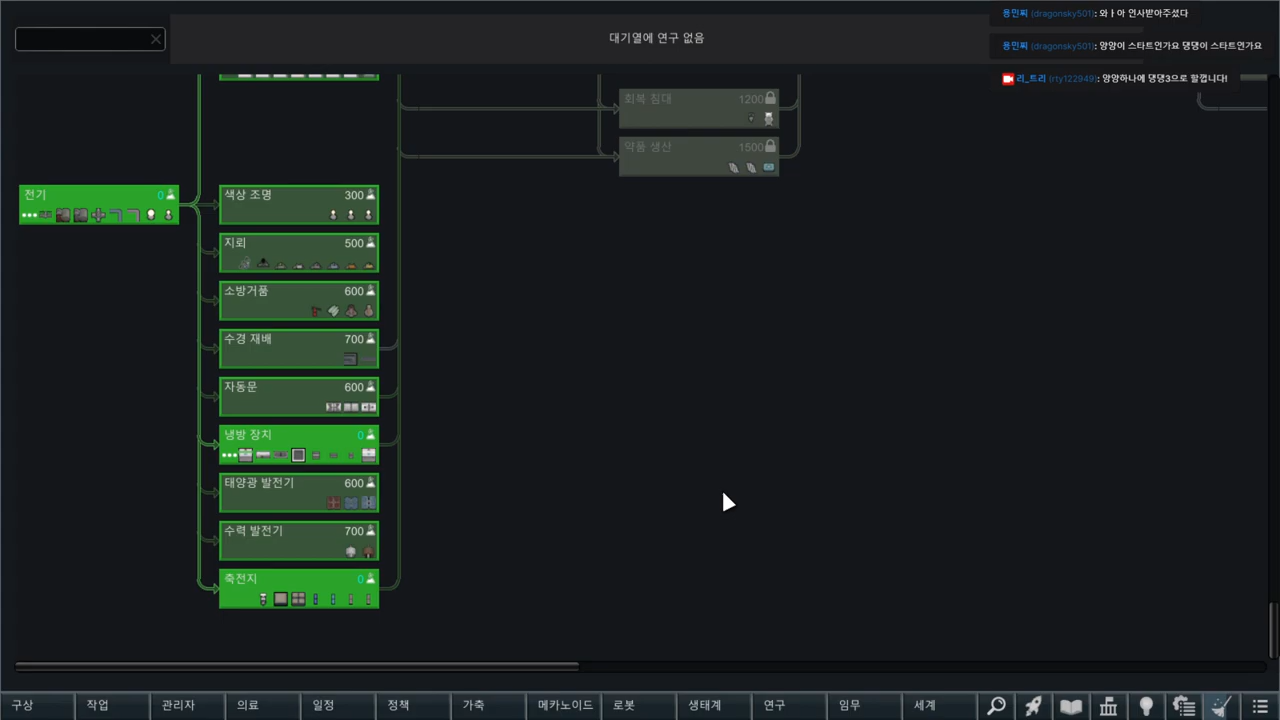 대기열에 연구 없음
용민찌 (dragonsky501): 와ㅏ아 인사받아주셨다
용민찌 (dragonsky501): 앙앙이 스타트인가요 댕댕이 스타트인가요
리_트리 (rty122949): 앙앙하나에 댕댕3으로 할껍니다!
회복 침대 1200
약품 생산 1500
전기 0
색상 조명 300
지뢰 500
소방거품 600
수경 재배 700
자동문 600
냉방 장치 0
태양광 발전기 600
수력 발전기 700
축전지 0
구상 작업 관리자 의료 일정 정책 가축 메카노이드 로봇 생태계 연구 임무 세계